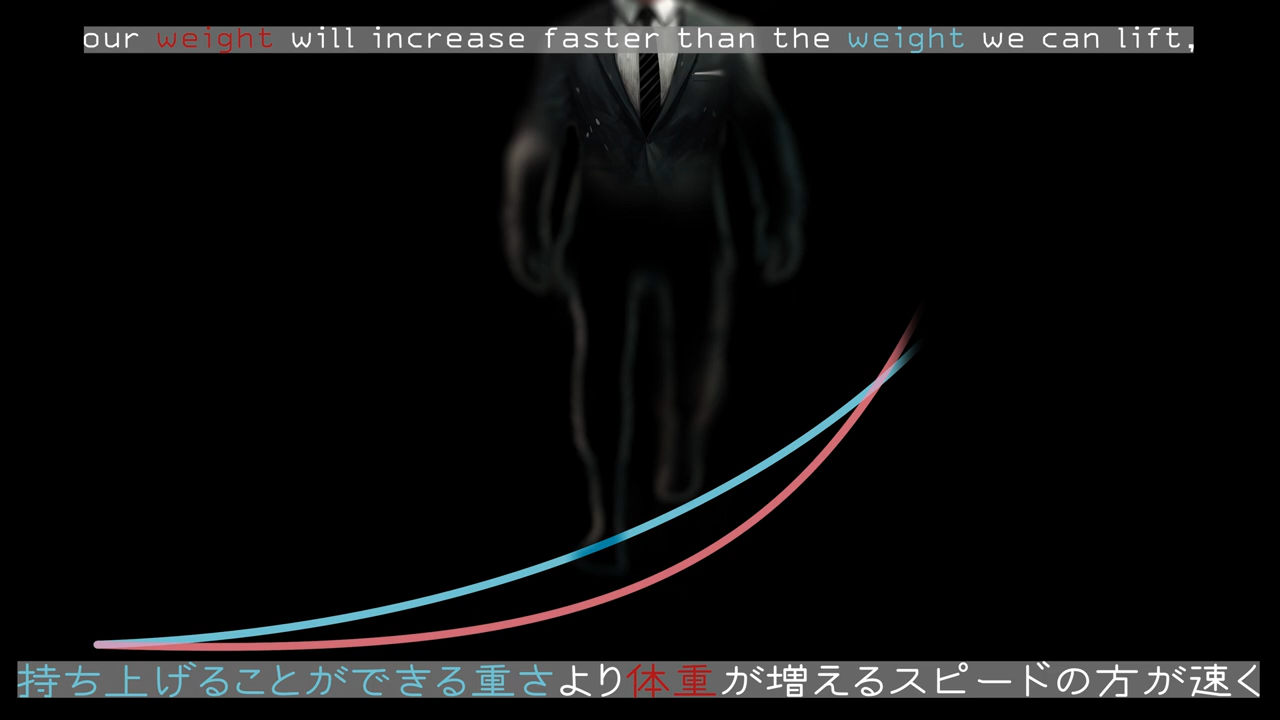 our weight will increase faster than the weight we can lift,
持ち上げることができる重さより体重が増えるスピードの方が速く